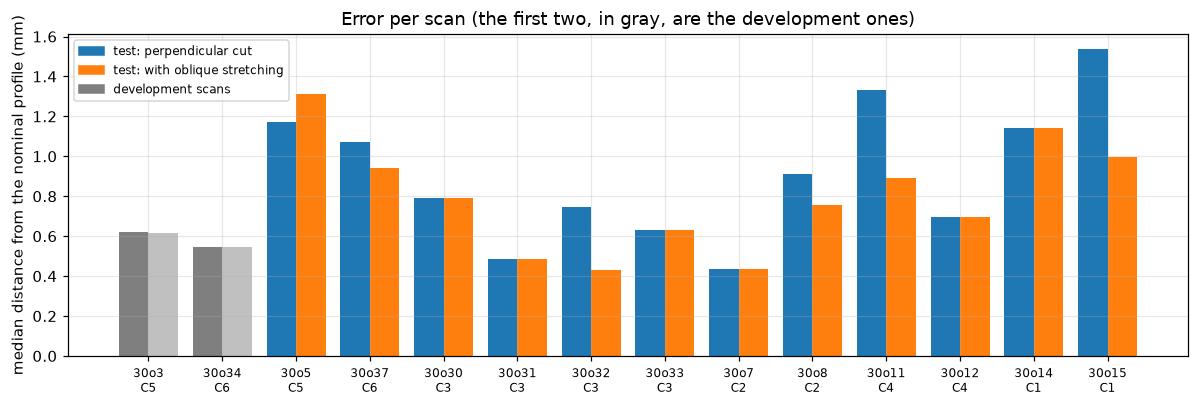 Error per scan (the first two, in gray, are the development ones)
median distance from the nominal profile (mm)
1.6
1.4
1.2
1.0
0.8
0.6
0.4
0.2
0.0
test: perpendicular cut
test: with oblique stretching
development scans
30o3 30o34 30o5 30o37 30o30 30o31 30o32 30o33 30o7 30o8 30o11 30o12 30o14 30o15
C5 C6 C5 C6 C3 C3 C3 C3 C2 C2 C4 C4 C1 C1